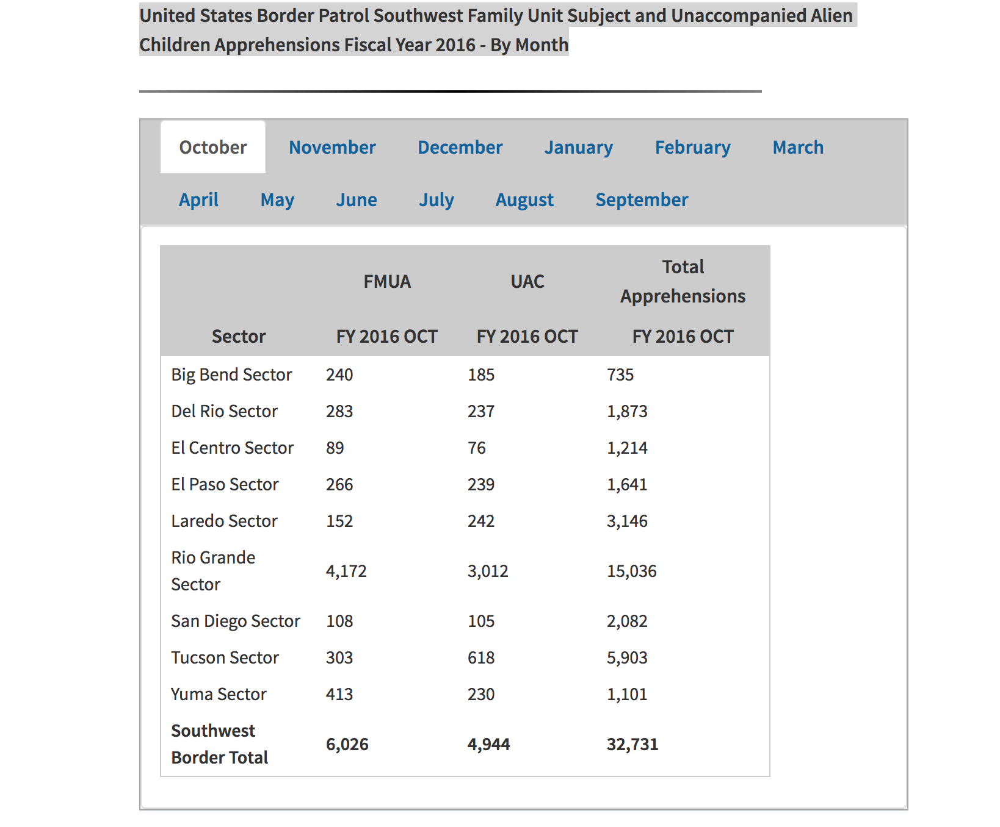 United States Border Patrol Southwest Family Unit Subject and Unaccompanied Alien
Children Apprehensions Fiscal Year 2016 - By Month
October November December January February March
April May June July August September
FMUA UAC Total
Apprehensions
Sector FY 2016 OCT FY 2016 OCT FY 2016 OCT
Big Bend Sector 240 185 735
Del Rio Sector 283 237 1,873
El Centro Sector 89 76 1,214
El Paso Sector 266 239 1,641
Laredo Sector 152 242 3,146
Rio Grande
Sector 4,172 3,012 15,036
San Diego Sector 108 105 2,082
Tucson Sector 303 618 5,903
Yuma Sector 413 230 1,101
Southwest
Border Total 6,026 4,944 32,731